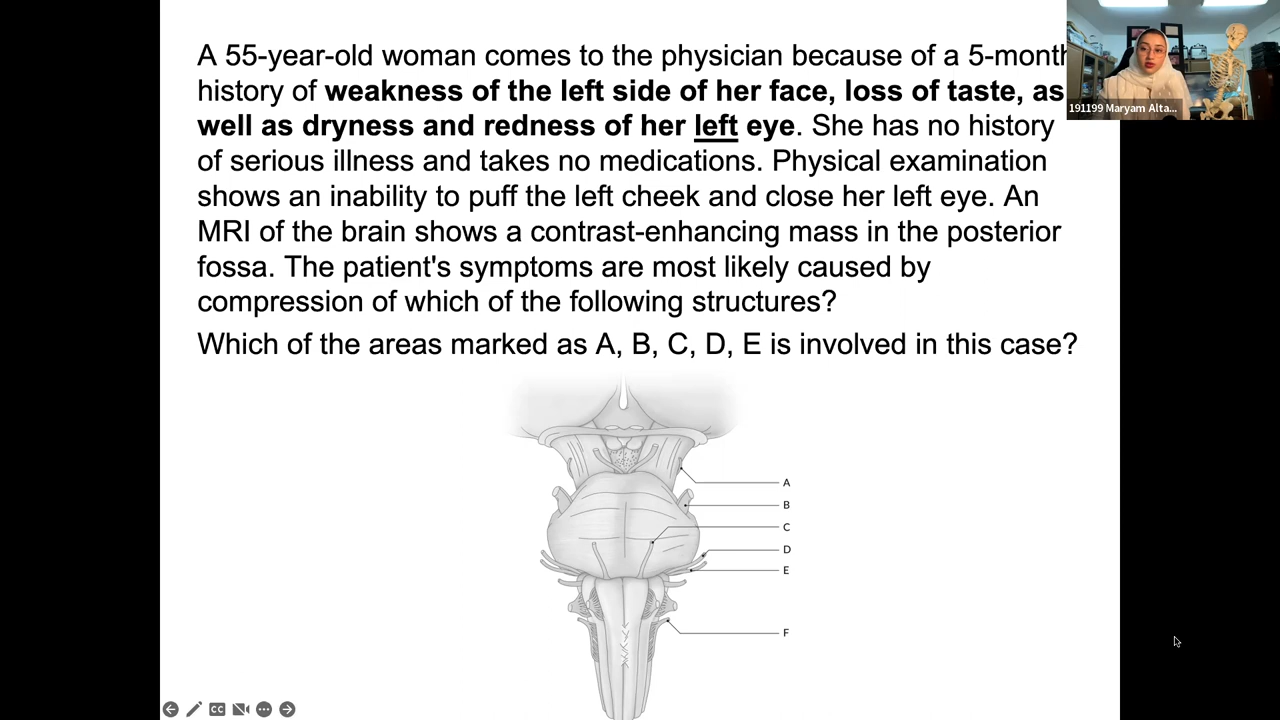 A 55-year-old woman comes to the physician because of a 5-month
history of weakness of the left side of her face, loss of taste, as
well as dryness and redness of her left eye. She has no history
of serious illness and takes no medications. Physical examination
shows an inability to puff the left cheek and close her left eye. An
MRI of the brain shows a contrast-enhancing mass in the posterior
fossa. The patient's symptoms are most likely caused by
compression of which of the following structures?
Which of the areas marked as A, B, C, D, E is involved in this case?
191199 Maryam Alta...
A
B
C
D
E
F
CC